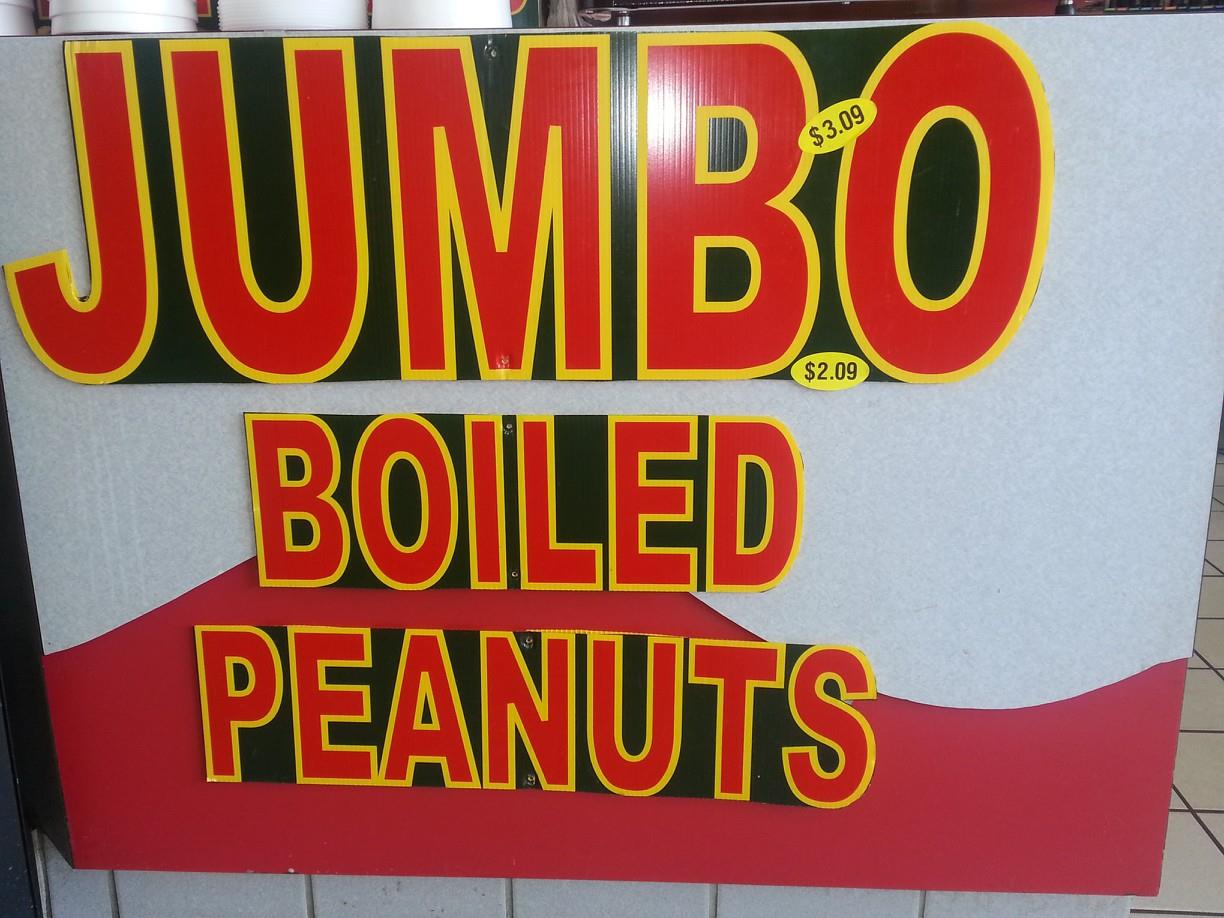 JUMBO
$3.09
$2.09
BOILED
PEANUTS